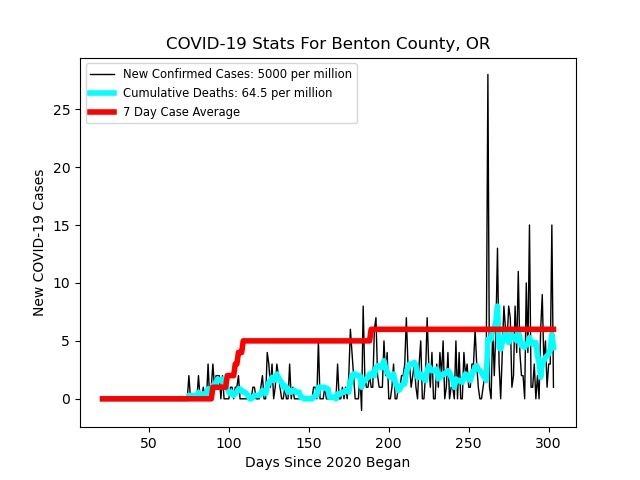 COVID-19 Stats For Benton County, OR
New Confirmed Cases: 5000 per million
Cumulative Deaths: 64.5 per million
7 Day Case Average
New COVID-19 Cases
25
20
15
10
5
0
50 100 150 200 250 300
Days Since 2020 Began